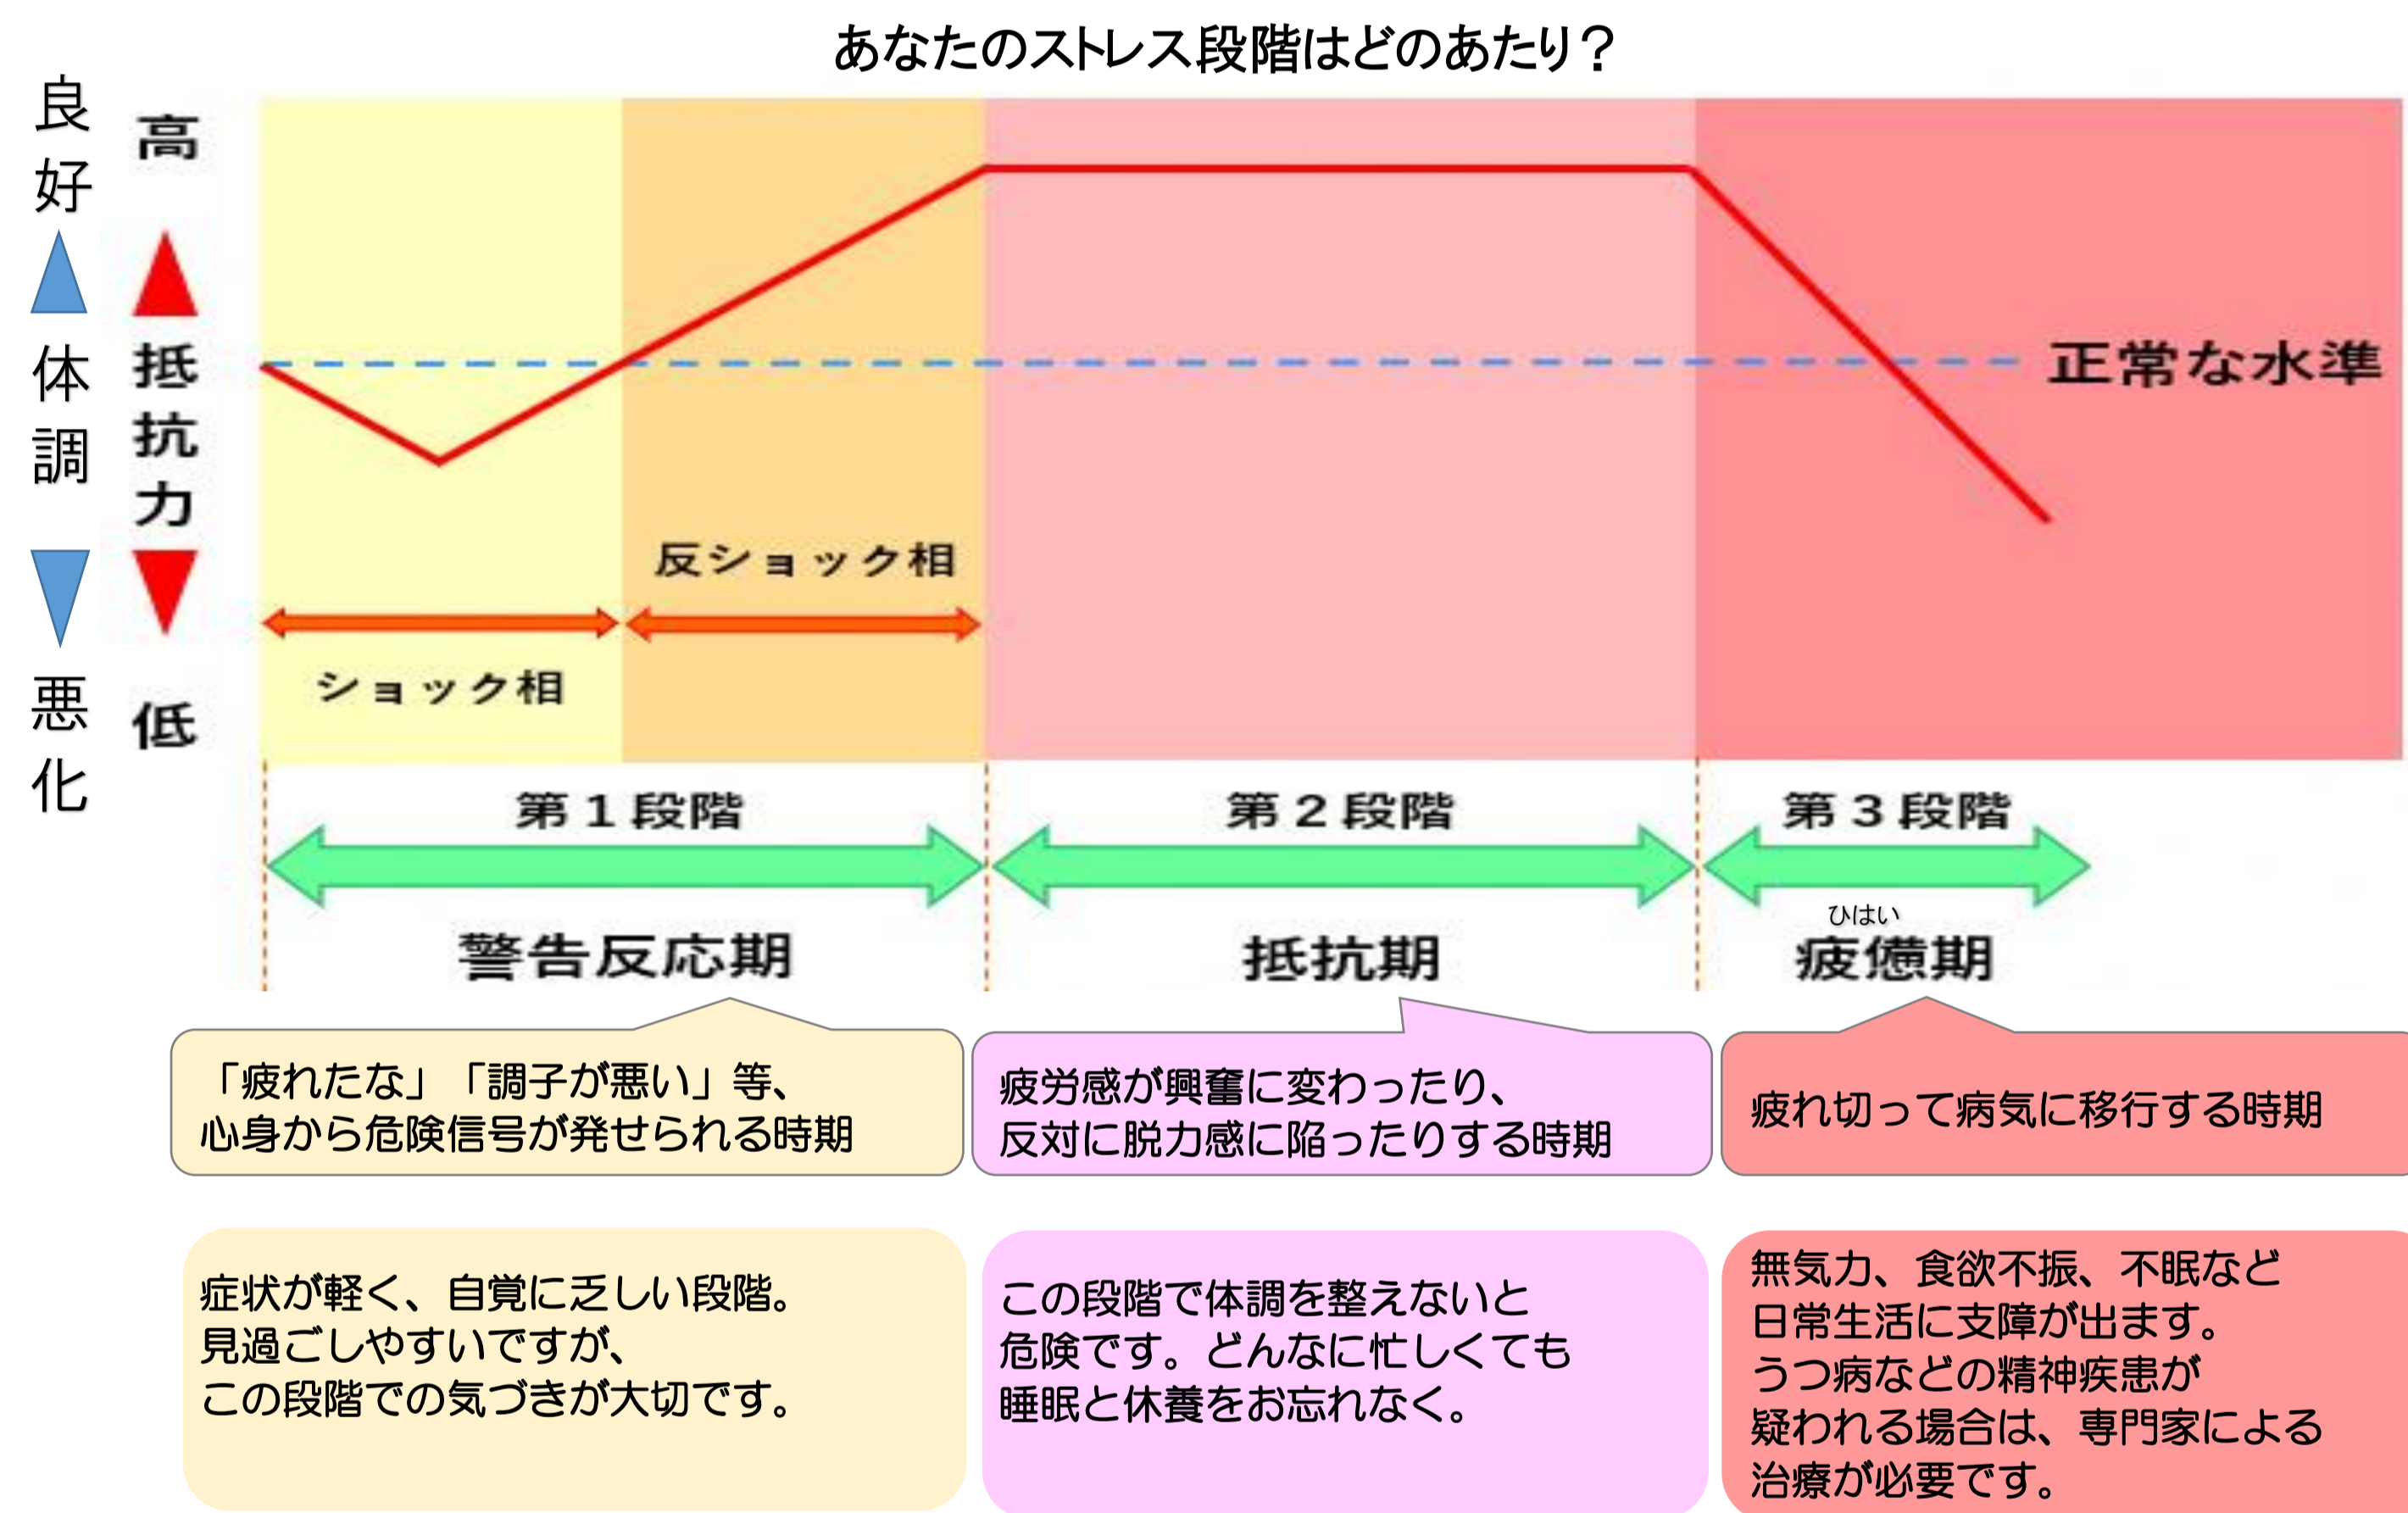 あなたのストレス段階はどのあたり？
良好
体調
悪化
高
抵抗力
低
正常な水準
反ショック相
ショック相
第１段階
第２段階
第３段階
警告反応期
抵抗期
ひはい
疲憊期
「疲れたな」「調子が悪い」等、
心身から危険信号が発せられる時期
疲労感が興奮に変わったり、
反対に脱力感に陥ったりする時期
疲れ切って病気に移行する時期
症状が軽く、自覚に乏しい段階。
見過ごしやすいですが、
この段階での気づきが大切です。
この段階で体調を整えないと
危険です。どんなに忙しくても
睡眠と休養をお忘れなく。
無気力、食欲不振、不眠など
日常生活に支障が出ます。
うつ病などの精神疾患が
疑われる場合は、専門家による
治療が必要です。